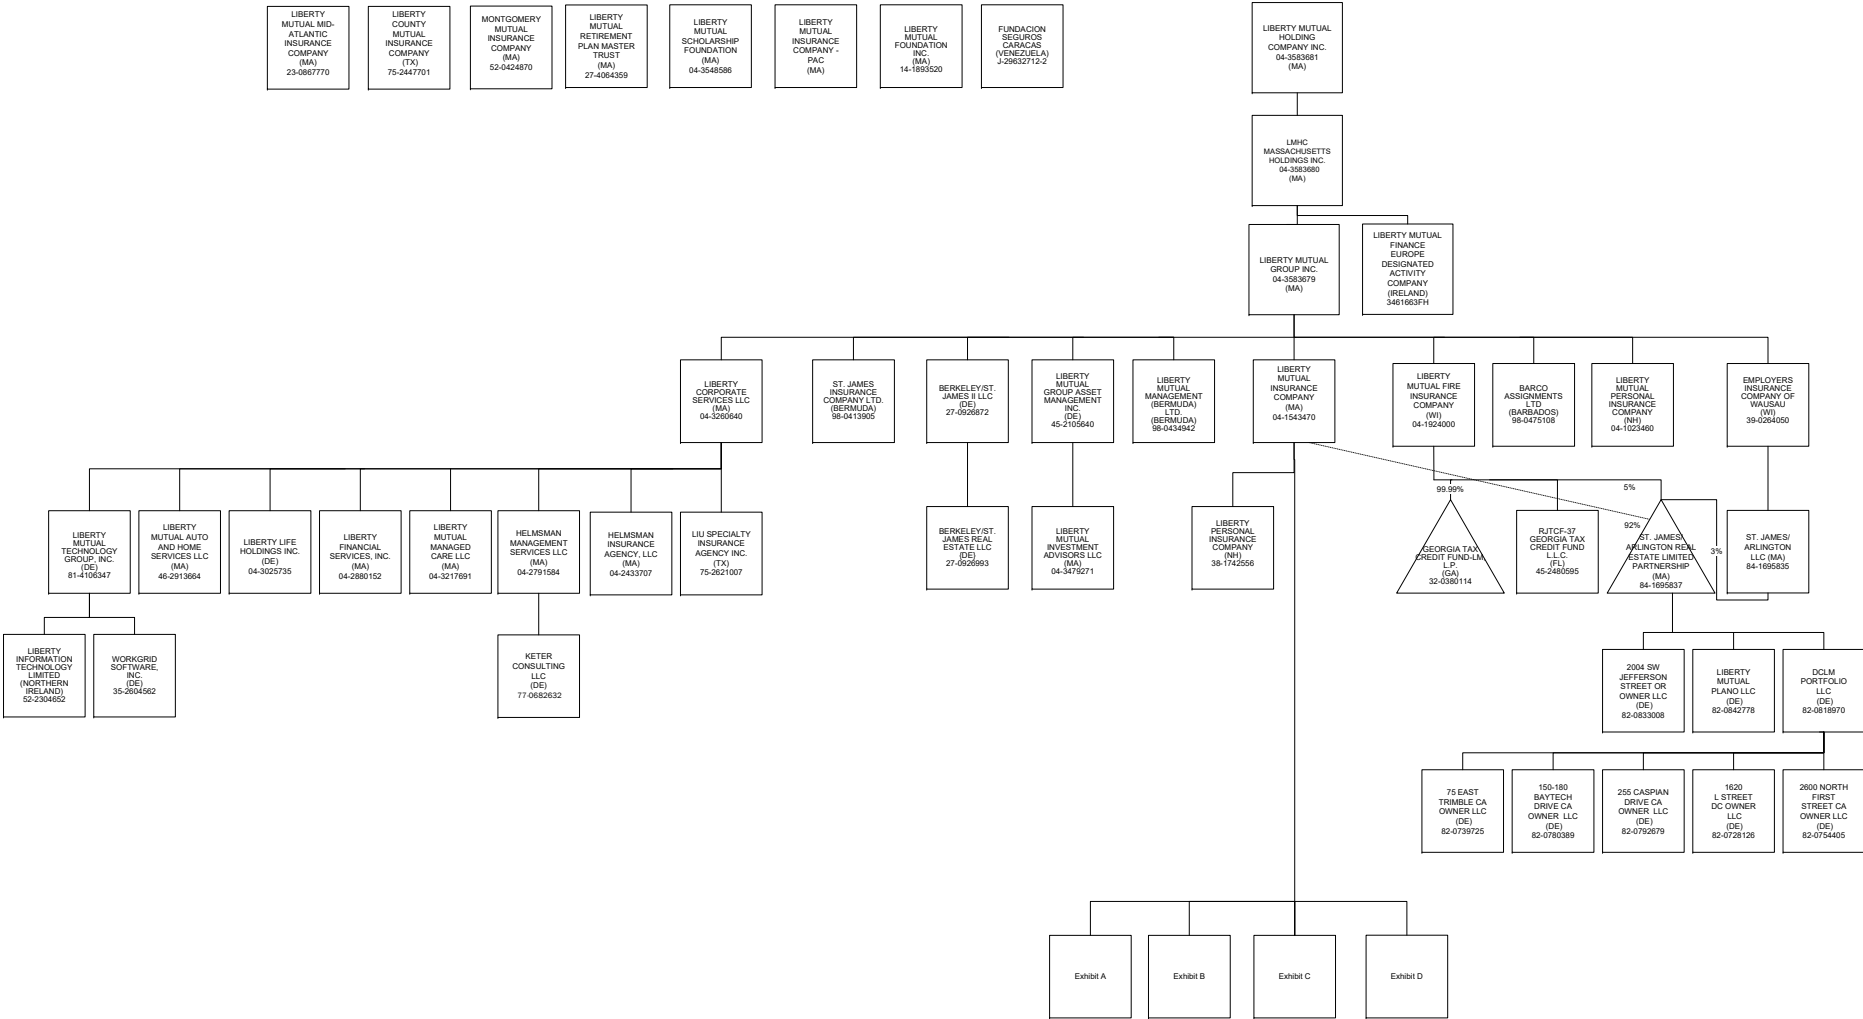 LIBERTY
MUTUAL MID-
ATLANTIC
INSURANCE
COMPANY
(MA)
23-0867770
LIBERTY
COUNTY
MUTUAL
INSURANCE
COMPANY
(TX)
75-2447701
MONTGOMERY
MUTUAL
INSURANCE
COMPANY
(MA)
52-0424870
LIBERTY
MUTUAL
RETIREMENT
PLAN MASTER
TRUST
(MA)
27-4064359
LIBERTY
MUTUAL
SCHOLARSHIP
FOUNDATION
(MA)
04-3548586
LIBERTY
MUTUAL
INSURANCE
COMPANY -
PAC
(MA)
LIBERTY
MUTUAL
FOUNDATION
INC.
(MA)
14-1893520
FUNDACION
SEGUROS
CARACAS
(VENEZUELA)
J-29632712-2
LIBERTY MUTUAL
HOLDING
COMPANY INC.
04-3583681
(MA)
LMHC
MASSACHUSETTS
HOLDINGS INC.
04-3583680
(MA)
LIBERTY MUTUAL
GROUP INC.
04-3583679
(MA)
LIBERTY MUTUAL
FINANCE
EUROPE
DESIGNATED
ACTIVITY
COMPANY
(IRELAND)
3461663FH
LIBERTY
CORPORATE
SERVICES LLC
(MA)
04-3260640
ST. JAMES
INSURANCE
COMPANY LTD.
(BERMUDA)
98-0413905
BERKELEY/ST.
JAMES II LLC
(DE)
27-0926872
LIBERTY
MUTUAL
GROUP ASSET
MANAGEMENT
INC.
(DE)
45-2105640
LIBERTY
MUTUAL
MANAGEMENT
(BERMUDA)
LTD.
(BERMUDA)
98-0434942
LIBERTY
MUTUAL
INSURANCE
COMPANY
(MA)
04-1543470
LIBERTY
MUTUAL FIRE
INSURANCE
COMPANY
(WI)
04-1924000
BARCO
ASSIGNMENTS
LTD
(BARBADOS)
98-0475108
LIBERTY
MUTUAL
PERSONAL
INSURANCE
COMPANY
(NH)
04-1023460
EMPLOYERS
INSURANCE
COMPANY OF
WAUSAU
(WI)
39-0264050
LIBERTY
MUTUAL
TECHNOLOGY
GROUP, INC.
(DE)
81-4106347
LIBERTY
MUTUAL AUTO
AND HOME
SERVICES LLC
(MA)
46-2913664
LIBERTY LIFE
HOLDINGS INC.
(DE)
04-3025735
LIBERTY
FINANCIAL
SERVICES, INC.
(MA)
04-2880152
LIBERTY
MUTUAL
MANAGED
CARE LLC
(MA)
04-3217691
HELMSMAN
MANAGEMENT
SERVICES LLC
(MA)
04-2791584
HELMSMAN
INSURANCE
AGENCY, LLC
(MA)
04-2433707
LIU SPECIALTY
INSURANCE
AGENCY INC.
(TX)
75-2621007
BERKELEY/ST.
JAMES REAL
ESTATE LLC
(DE)
27-0926993
LIBERTY
MUTUAL
INVESTMENT
ADVISORS LLC
(MA)
04-3479271
LIBERTY
PERSONAL
INSURANCE
COMPANY
(NH)
38-1742556
99.99%
GEORGIA TAX
CREDIT FUND-LM
L.P.
(GA)
32-0380114
RJTCF-37
GEORGIA TAX
CREDIT FUND
L.L.C.
(FL)
45-2480595
5%
92%
3%
ST. JAMES/
ARLINGTON REAL
ESTATE LIMITED
PARTNERSHIP
(MA)
84-1695837
ST. JAMES/
ARLINGTON
LLC (MA)
84-1695835
LIBERTY
INFORMATION
TECHNOLOGY
LIMITED
(NORTHERN
IRELAND)
52-2304652
WORKGRID
SOFTWARE,
INC.
(DE)
35-2604562
KETER
CONSULTING
LLC
(DE)
77-0682632
2004 SW
JEFFERSON
STREET OR
OWNER LLC
(DE)
82-0833008
LIBERTY
MUTUAL
PLANO LLC
(DE)
82-0842778
DCLM
PORTFOLIO
LLC
(DE)
82-0818970
75 EAST
TRIMBLE CA
OWNER LLC
(DE)
82-0739725
150-180
BAYTECH
DRIVE CA
OWNER LLC
(DE)
82-0780389
255 CASPIAN
DRIVE CA
OWNER LLC
(DE)
82-0792679
1620
L STREET
DC OWNER
LLC
(DE)
82-0728126
2600 NORTH
FIRST
STREET CA
OWNER LLC
(DE)
82-0754405
Exhibit A
Exhibit B
Exhibit C
Exhibit D